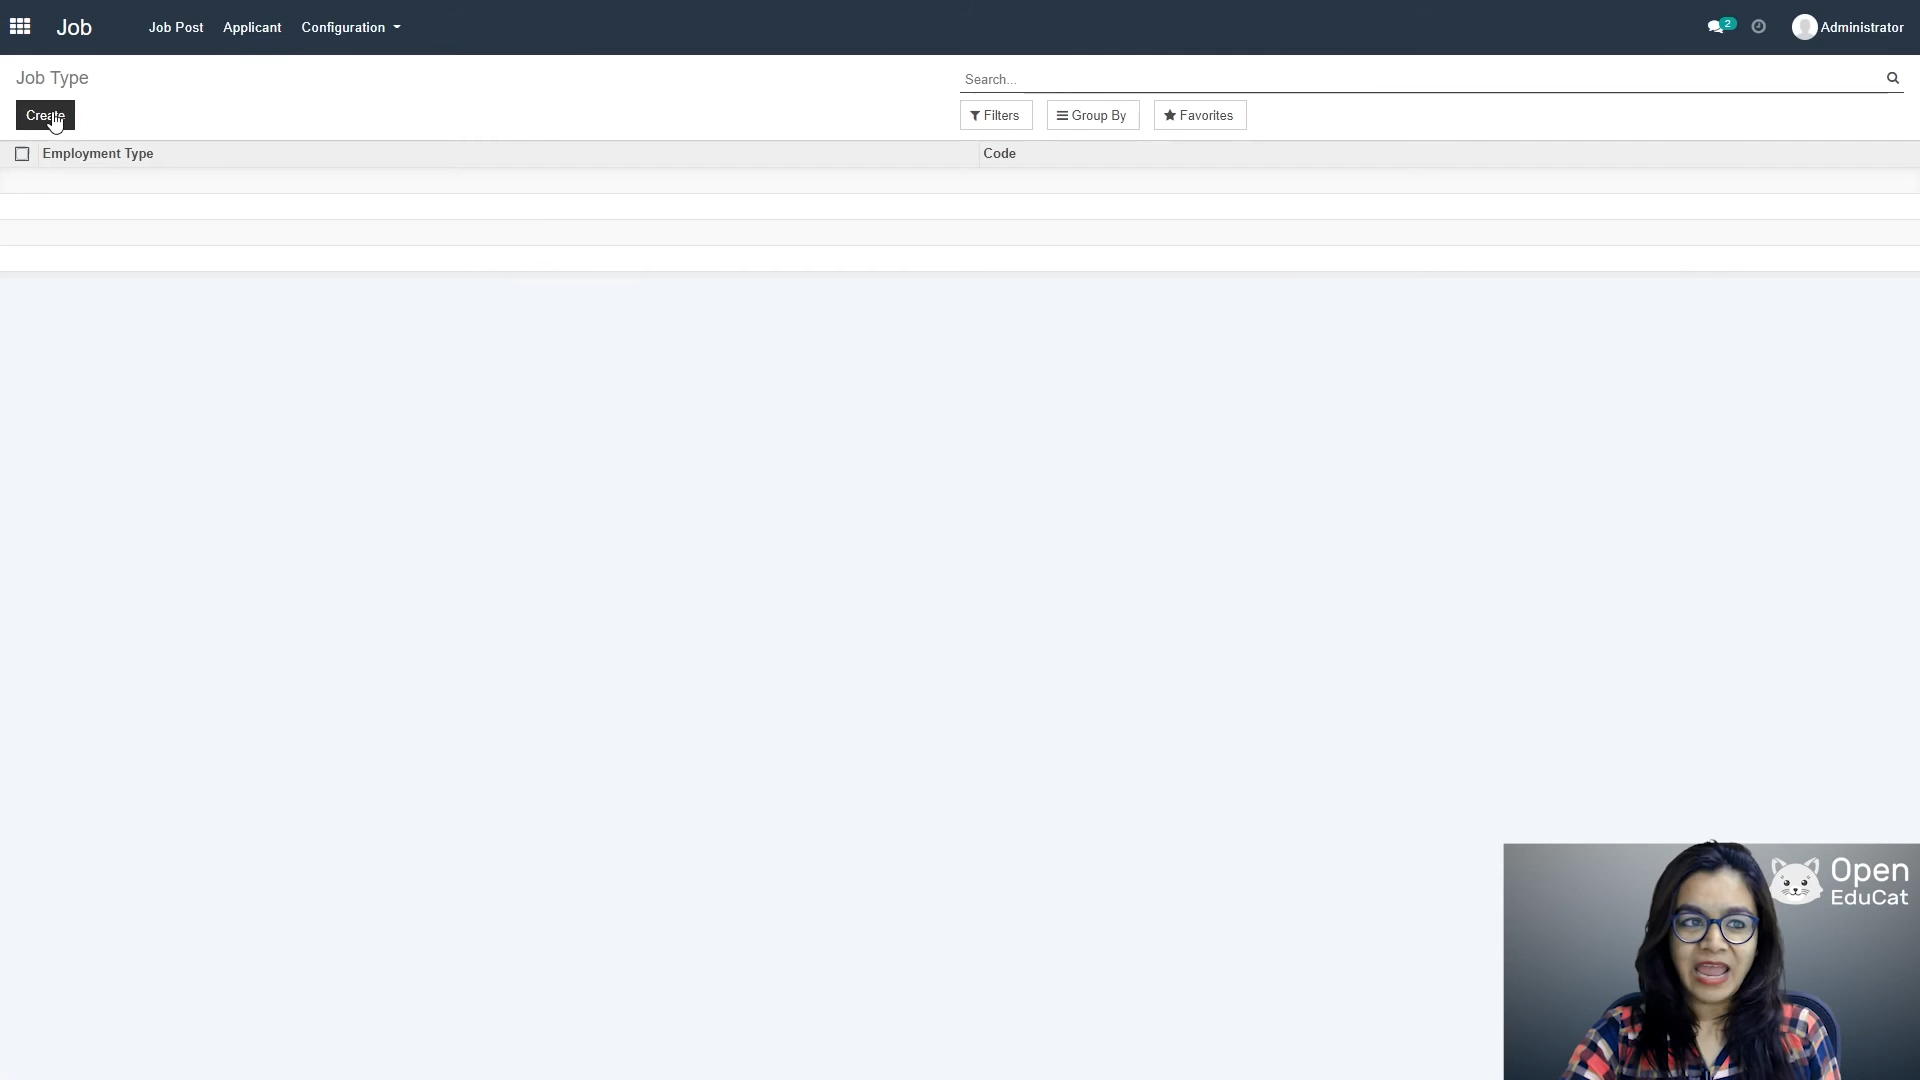 Job
Job Post
Applicant
Configuration
2
Administrator
Job Type
Search...
Create
Filters
Group By
Favorites
Employment Type
Code
Open
EduCat